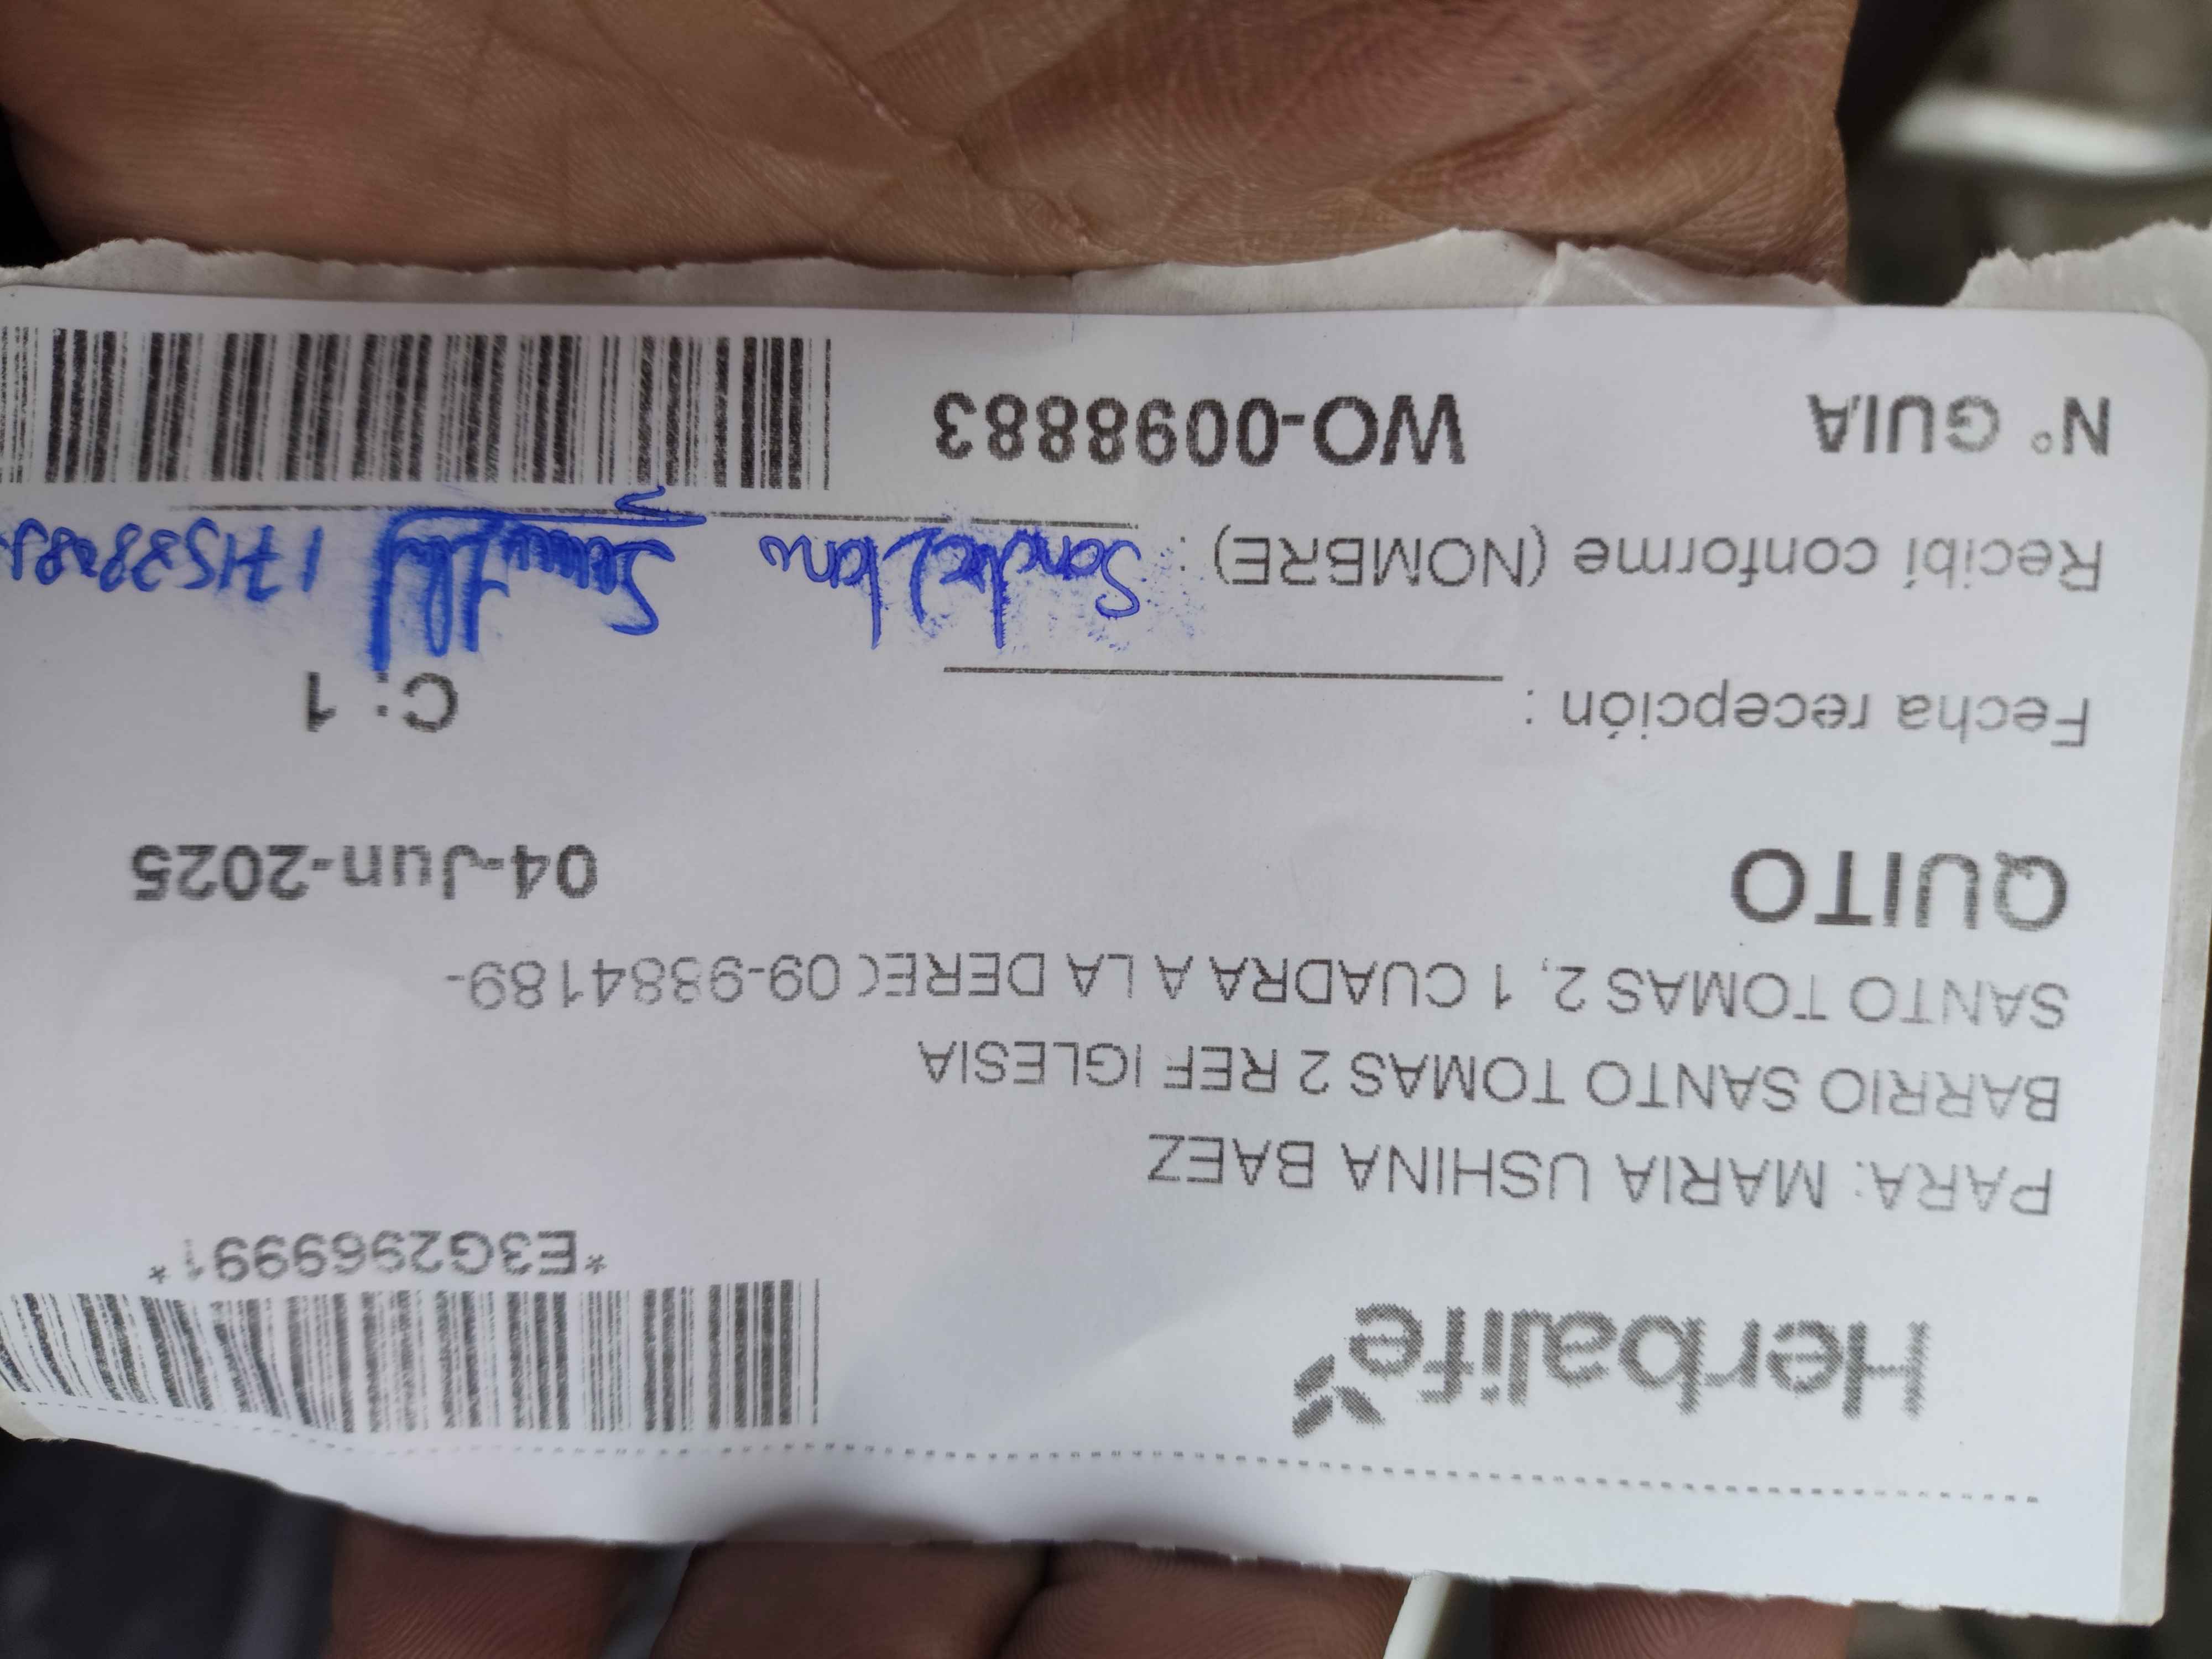 Herbalife
*E3G2969991*
PARA: MARIA USHINA BAEZ
BARRIO SANTO TOMAS 2 REF IGLESIA
SANTO TOMAS 2, 1 CUADRA A LA DEREC 09-9884189-
QUITO 04-Jun-2025
Fecha recepción : C: 1
Recibí conforme (NOMBRE) :
N° GUIA WO-0098883